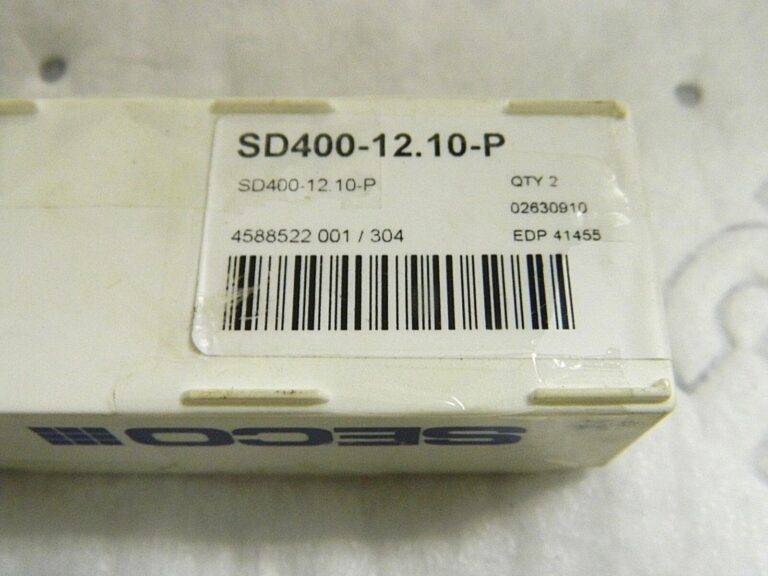 SD400-12.10-P
SD400-12.10-P
QTY 2
02630910
4588522 001 / 304
EDP 41455
SECO